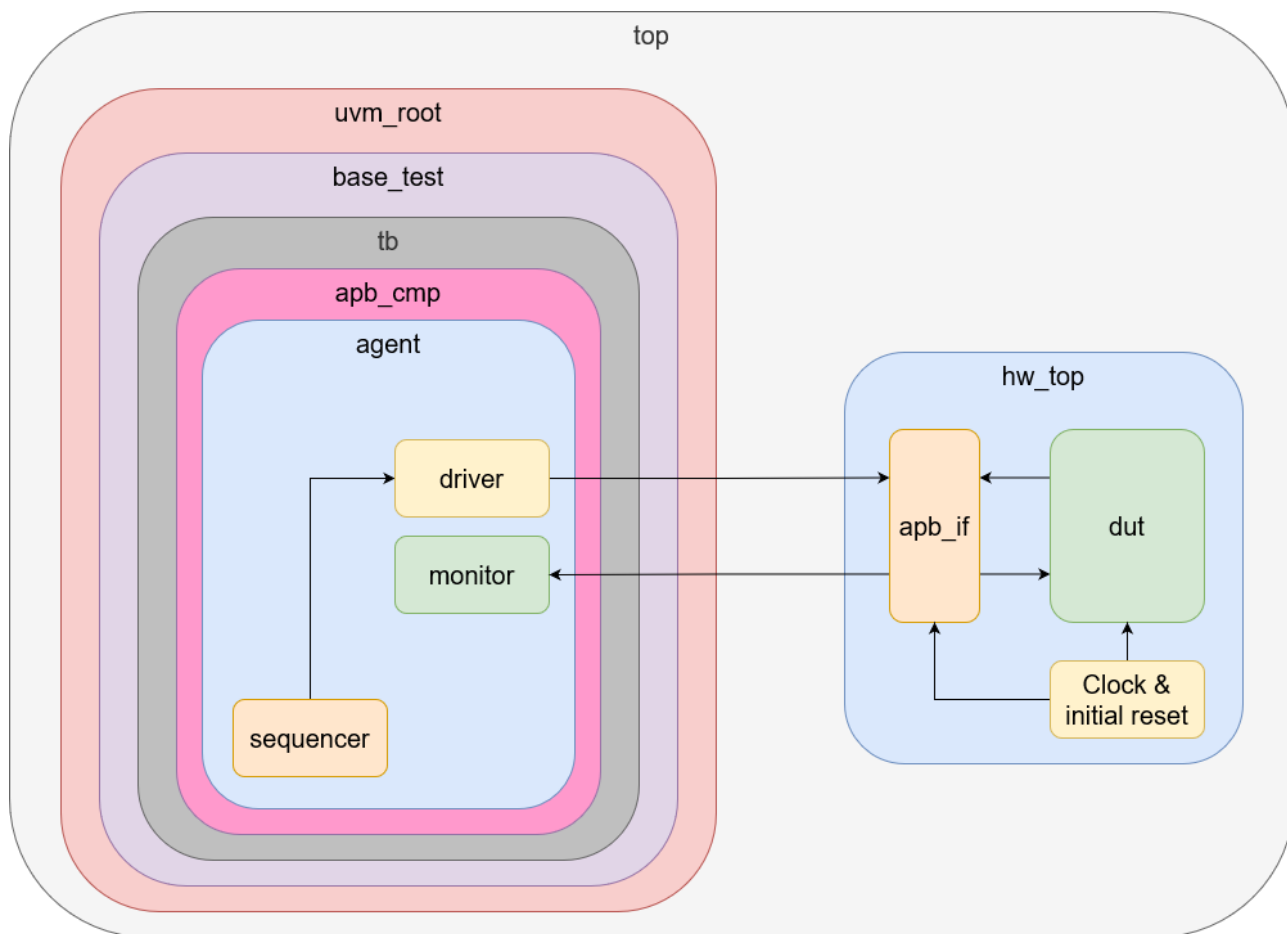 top
uvm_root
base_test
tb
apb_cmp
agent
hw_top
driver
apb_if
dut
monitor
Clock &
initial reset
sequencer